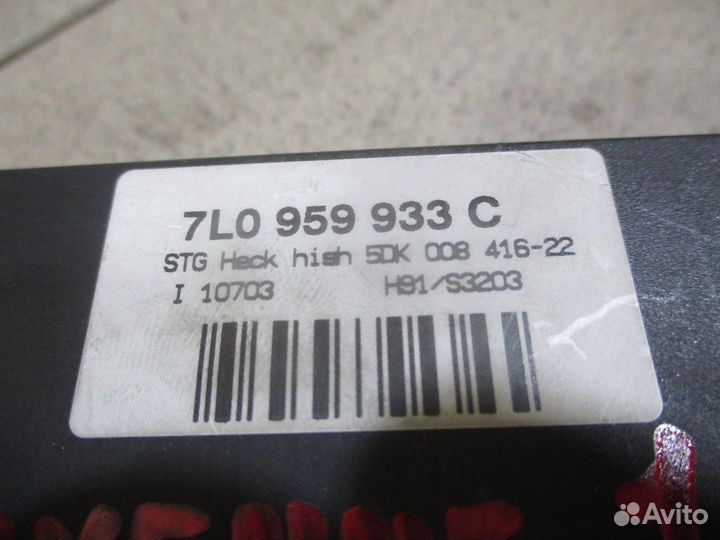 7L0 959 933 C
STG Heck high 5DK 008 416-22
I 10703 H91/S3203
Avito